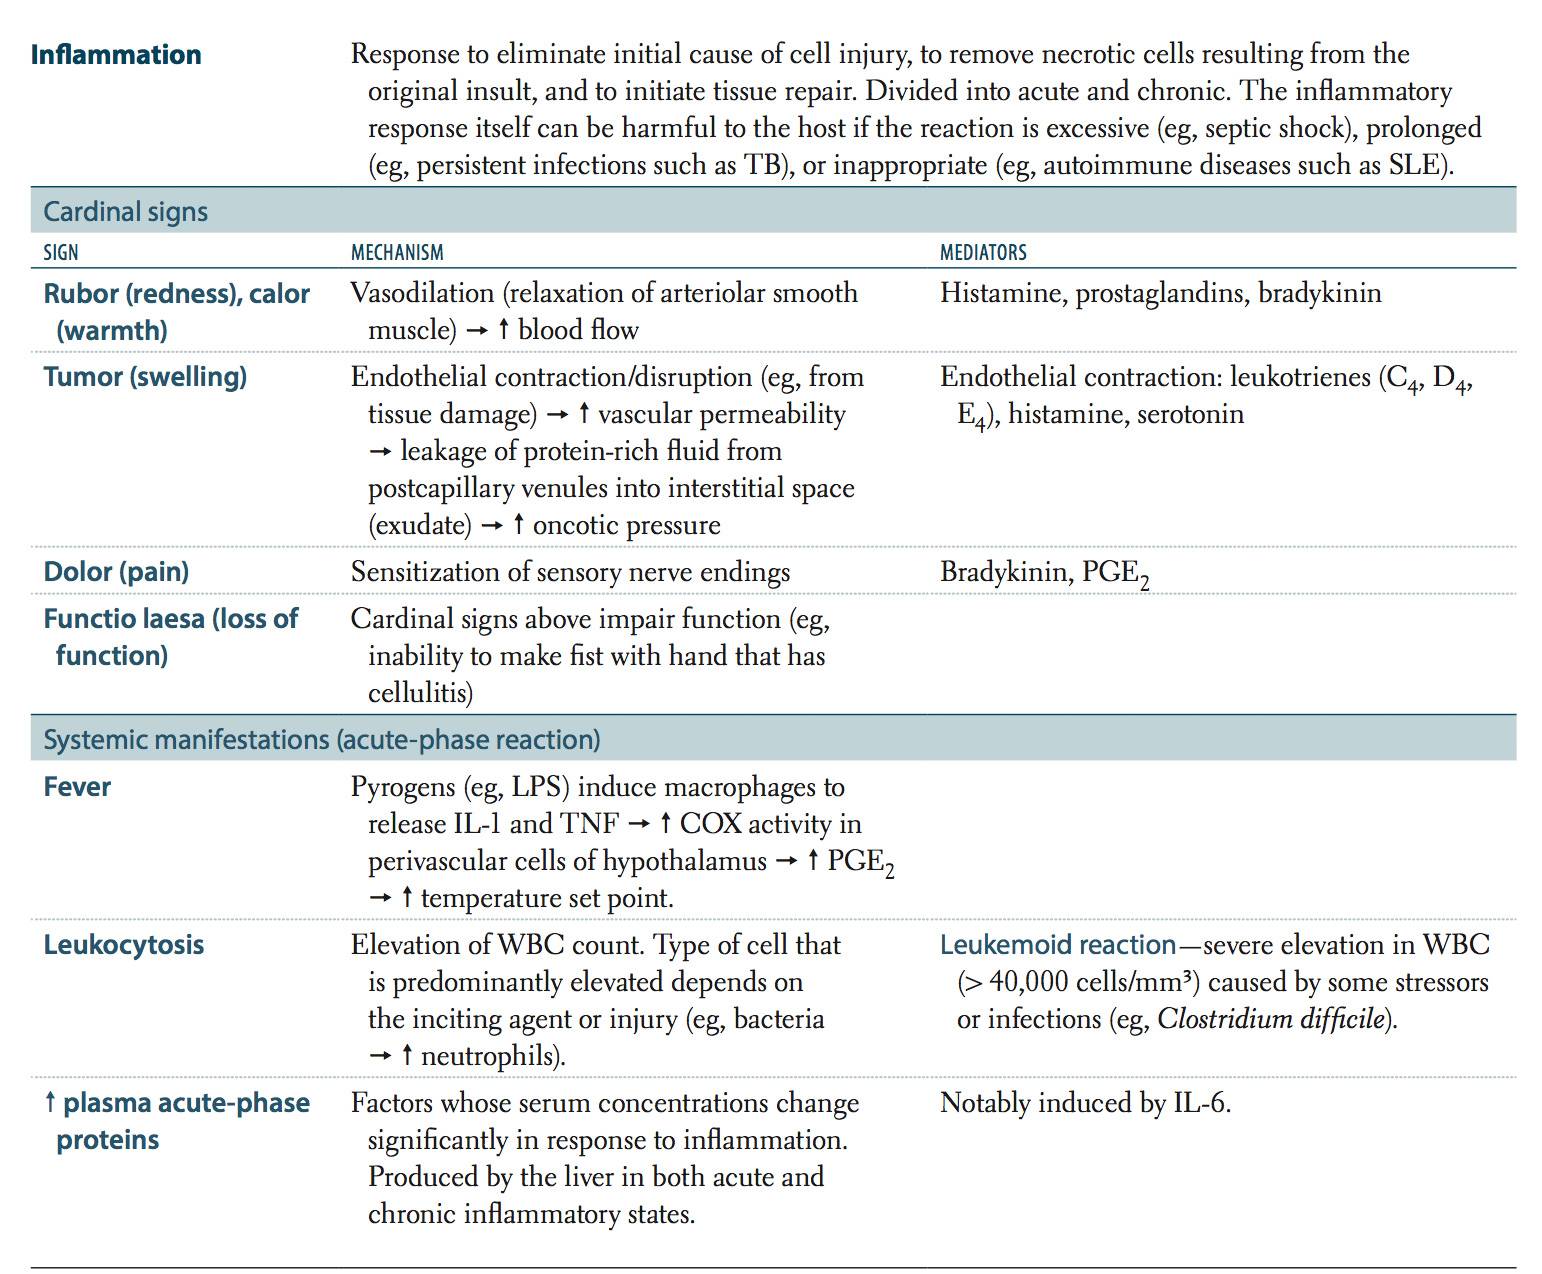 Inflammation
Response to eliminate initial cause of cell injury, to remove necrotic cells resulting from the
original insult, and to initiate tissue repair. Divided into acute and chronic. The inflammatory
response itself can be harmful to the host if the reaction is excessive (eg, septic shock), prolonged
(eg, persistent infections such as TB), or inappropriate (eg, autoimmune diseases such as SLE).
Cardinal signs
SIGN
MECHANISM
MEDIATORS
Rubor (redness), calor
(warmth)
Vasodilation (relaxation of arteriolar smooth
muscle) → ↑ blood flow
Histamine, prostaglandins, bradykinin
Tumor (swelling)
Endothelial contraction/disruption (eg, from
tissue damage) → ↑ vascular permeability
→ leakage of protein-rich fluid from
postcapillary venules into interstitial space
(exudate) → ↑ oncotic pressure
Endothelial contraction: leukotrienes (C₄, D₄,
E₄), histamine, serotonin
Dolor (pain)
Sensitization of sensory nerve endings
Bradykinin, PGE₂
Functio laesa (loss of
function)
Cardinal signs above impair function (eg,
inability to make fist with hand that has
cellulitis)
Systemic manifestations (acute-phase reaction)
Fever
Pyrogens (eg, LPS) induce macrophages to
release IL-1 and TNF → ↑ COX activity in
perivascular cells of hypothalamus → ↑ PGE₂
→ ↑ temperature set point.
Leukocytosis
Elevation of WBC count. Type of cell that
is predominantly elevated depends on
the inciting agent or injury (eg, bacteria
→ ↑ neutrophils).
Leukemoid reaction—severe elevation in WBC
(> 40,000 cells/mm³) caused by some stressors
or infections (eg, Clostridium difficile).
↑ plasma acute-phase
proteins
Factors whose serum concentrations change
significantly in response to inflammation.
Produced by the liver in both acute and
chronic inflammatory states.
Notably induced by IL-6.